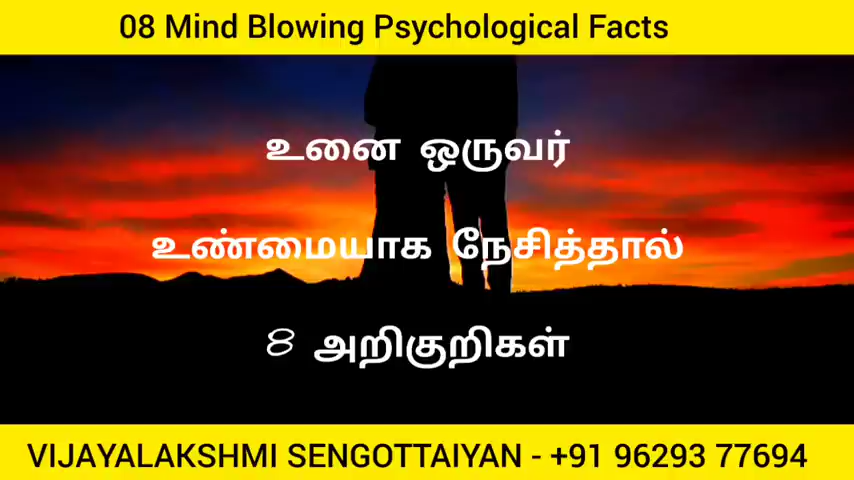 08 Mind Blowing Psychological Facts
உனை ஒருவர்
உண்மையாக நேசித்தால்
8 அறிகுறிகள்
VIJAYALAKSHMI SENGOTTAIYAN - +91 96293 77694